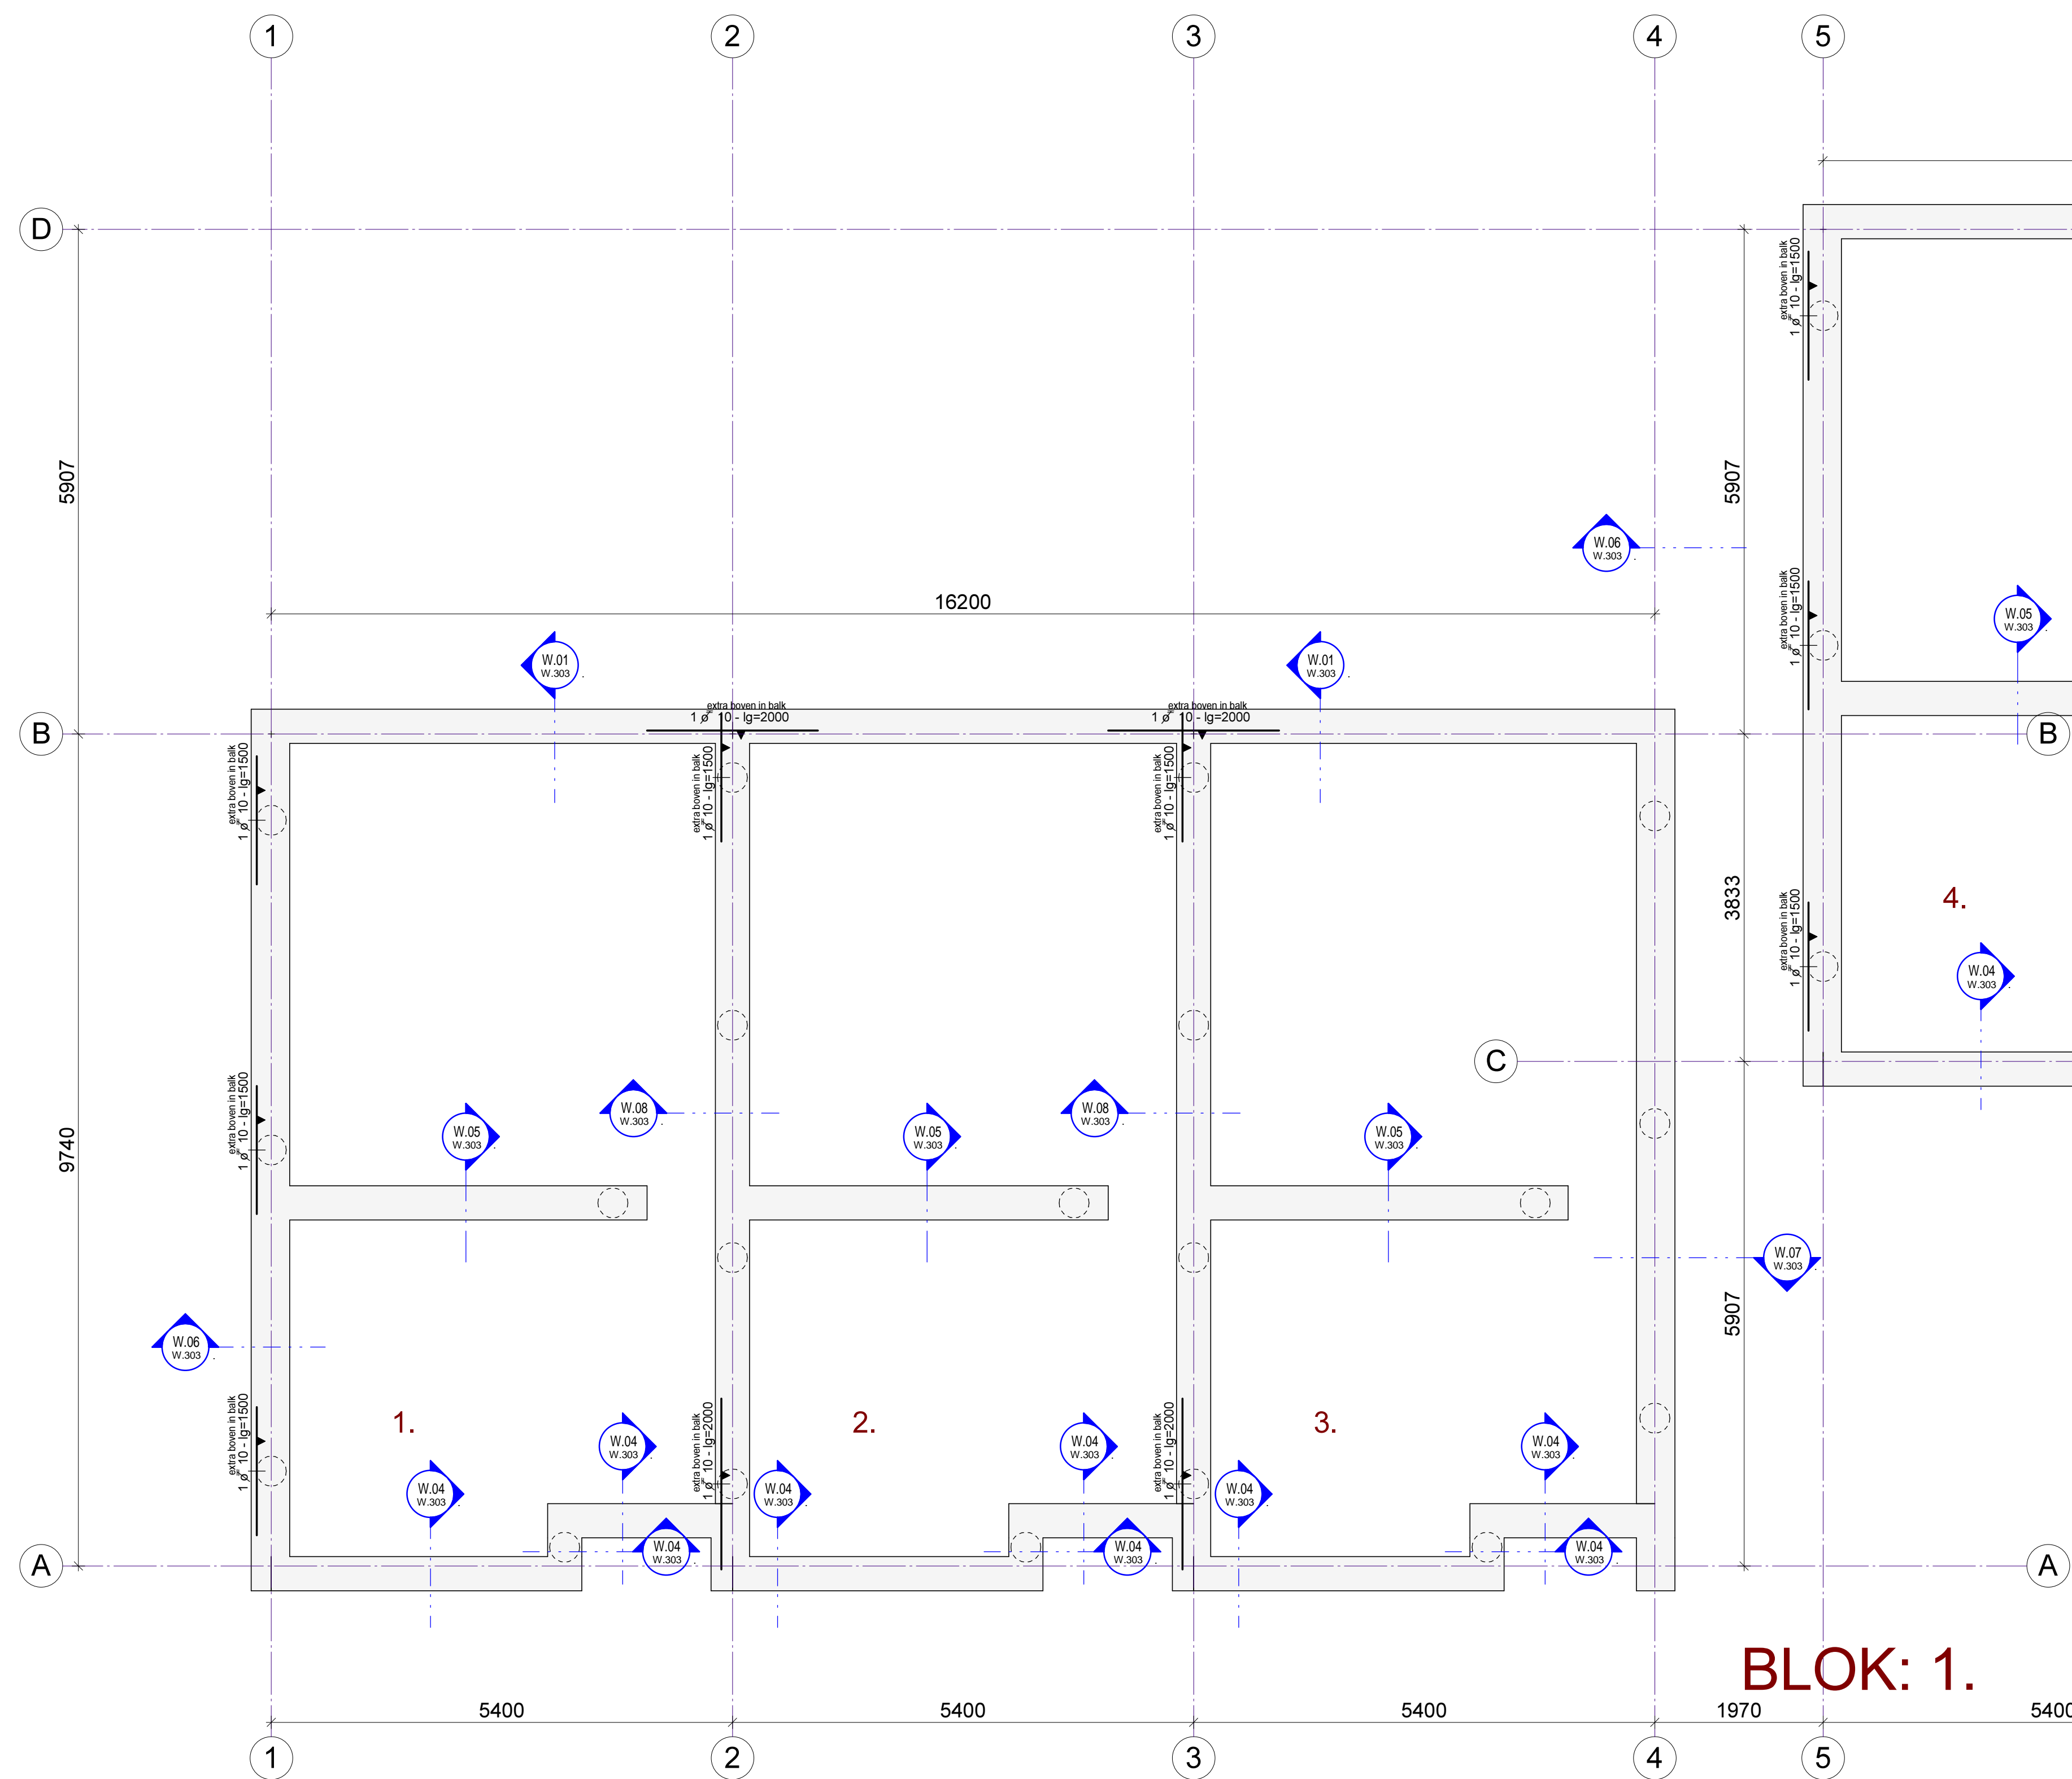 1
2
3
4
5
D
5907
5907
extra boven in balk
1 ø 10 - lg=1500
extra boven in balk
1 ø 10 - lg=1500
W.06
W.303
W.05
W.303
16200
W.01
W.303
W.01
W.303
extra boven in balk
1 ø 10 - lg=2000
extra boven in balk
1 ø 10 - lg=2000
B
B
extra boven in balk
1 ø 10 - lg=1500
extra boven in balk
1 ø 10 - lg=1500
extra boven in balk
1 ø 10 - lg=1500
3833
4.
extra boven in balk
1 ø 10 - lg=1500
W.04
W.303
C
9740
extra boven in balk
1 ø 10 - lg=1500
W.08
W.303
W.08
W.303
W.05
W.303
W.05
W.303
W.05
W.303
W.07
W.303
5907
W.06
W.303
1.
2.
3.
extra boven in balk
1 ø 10 - lg=1500
extra boven in balk
1 ø 10 - lg=2000
extra boven in balk
1 ø 10 - lg=2000
W.04
W.303
W.04
W.303
W.04
W.303
W.04
W.303
W.04
W.303
W.04
W.303
W.04
W.303
W.04
W.303
W.04
W.303
A
A
BLOK: 1.
5400
5400
5400
1970
5400
1
2
3
4
5